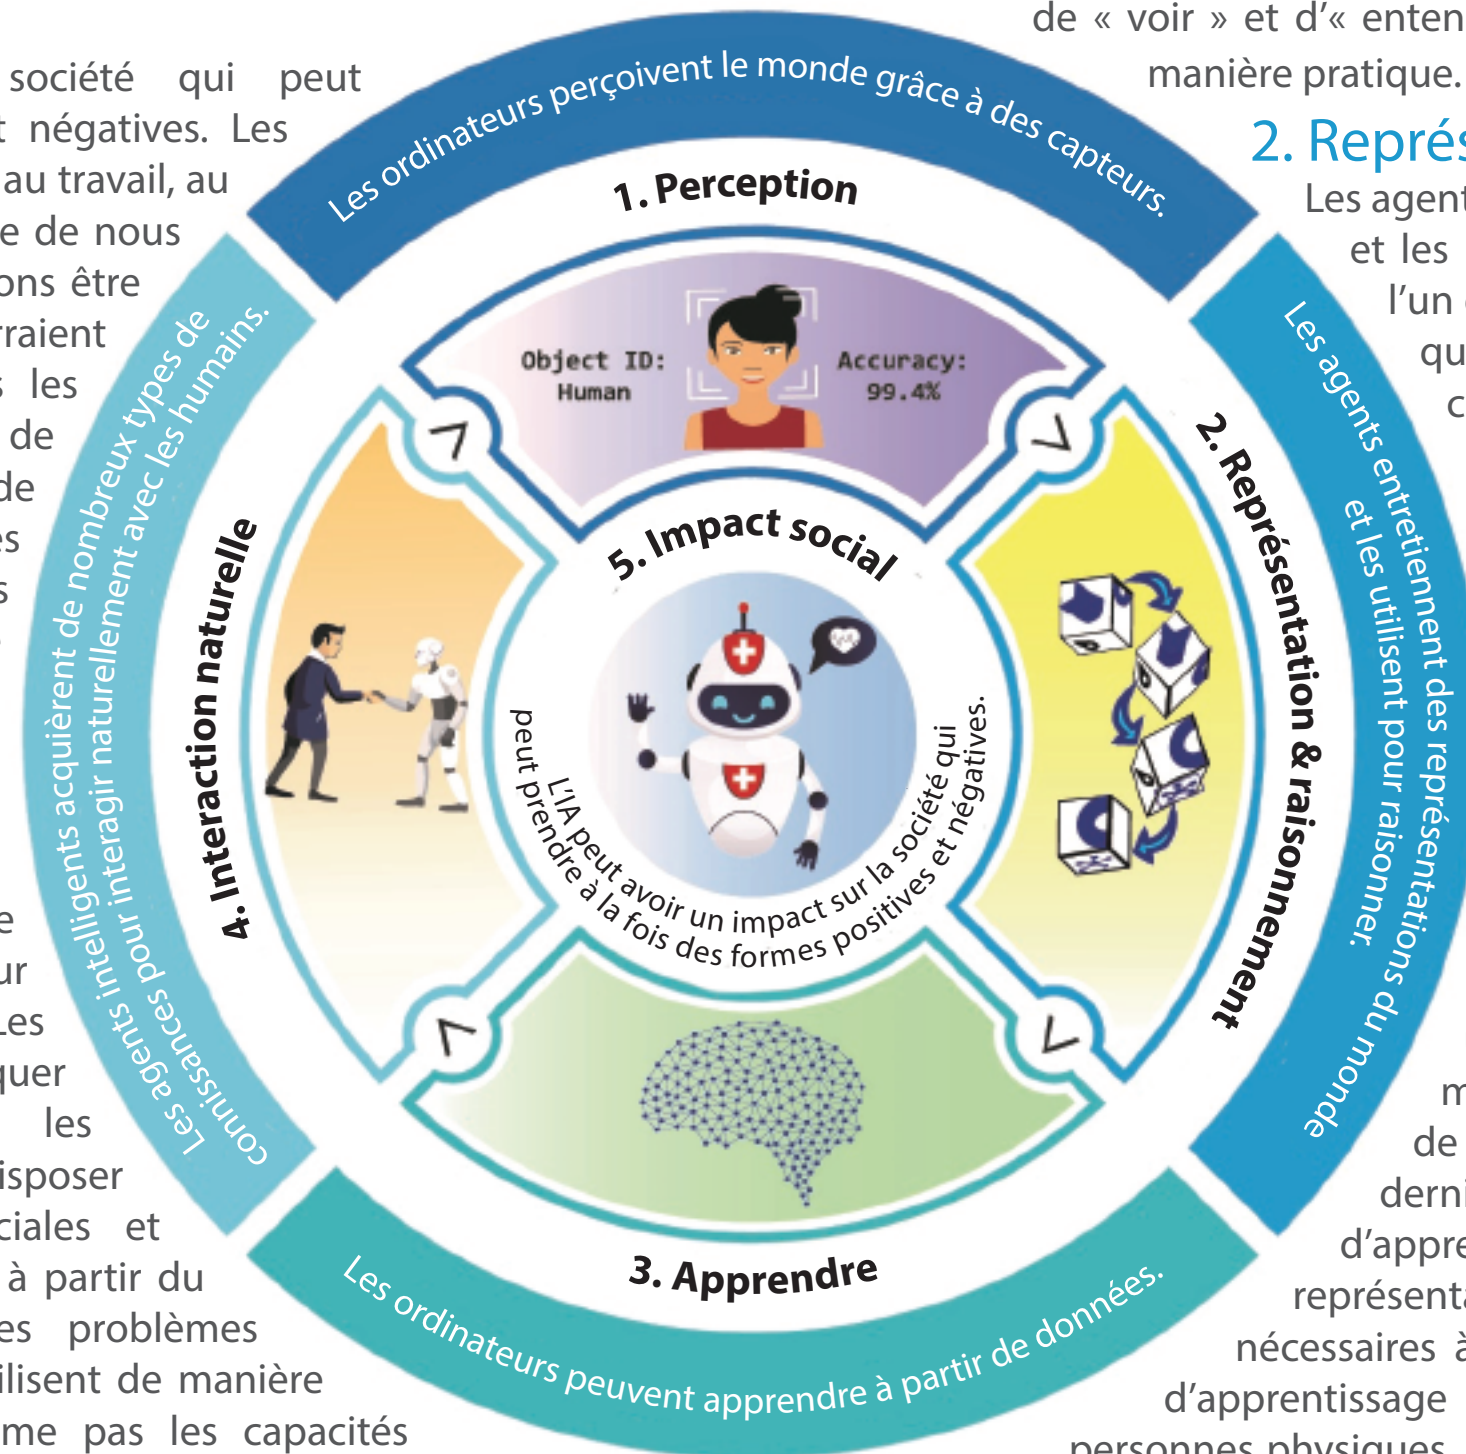 de « voir » et d'« enten
manière pratique.
2. Représ
Les agent
et les
l'un
qu
c
m
de
derni
d'appre
représenta
nécessaires à
d'apprentissage
personnes physiques
société qui peut
t négatives. Les
au travail, au
e de nous
ons être
rraient
s les
de
de
es
s
e
ur
Les
quer
les
isposer
ciales et
à partir du
es problèmes
ilisent de manière
me pas les capacités
Les ordinateurs perçoivent le monde grâce à des capteurs.
1. Perception
Object ID:
Human
Accuracy:
99.4%
Les agents entretiennent des représentations du monde
et les utilisent pour raisonner.
2. Représentation & raisonnement
3. Apprendre
Les ordinateurs peuvent apprendre à partir de données.
Les agents intelligents acquièrent de nombreux types de
connaissances pour interagir naturellement avec les humains.
4. Interaction naturelle
5. Impact social
L'IA peut avoir un impact sur la société qui
peut prendre à la fois des formes positives et négatives.